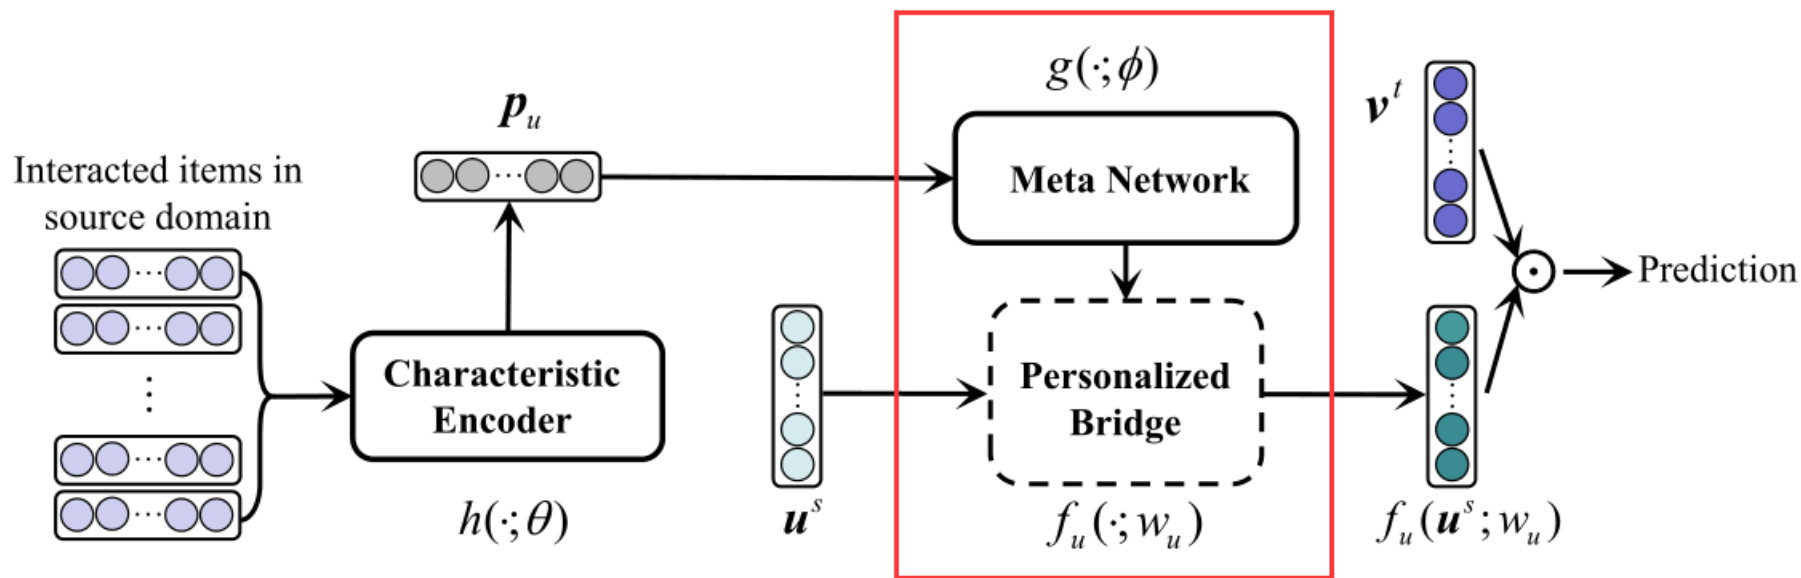 Interacted items in
source domain
p_u
Characteristic
Encoder
h(·;θ)
u^s
g(·;ϕ)
Meta Network
Personalized
Bridge
f_u(·;w_u)
v^t
f_u(u^s;w_u)
Prediction